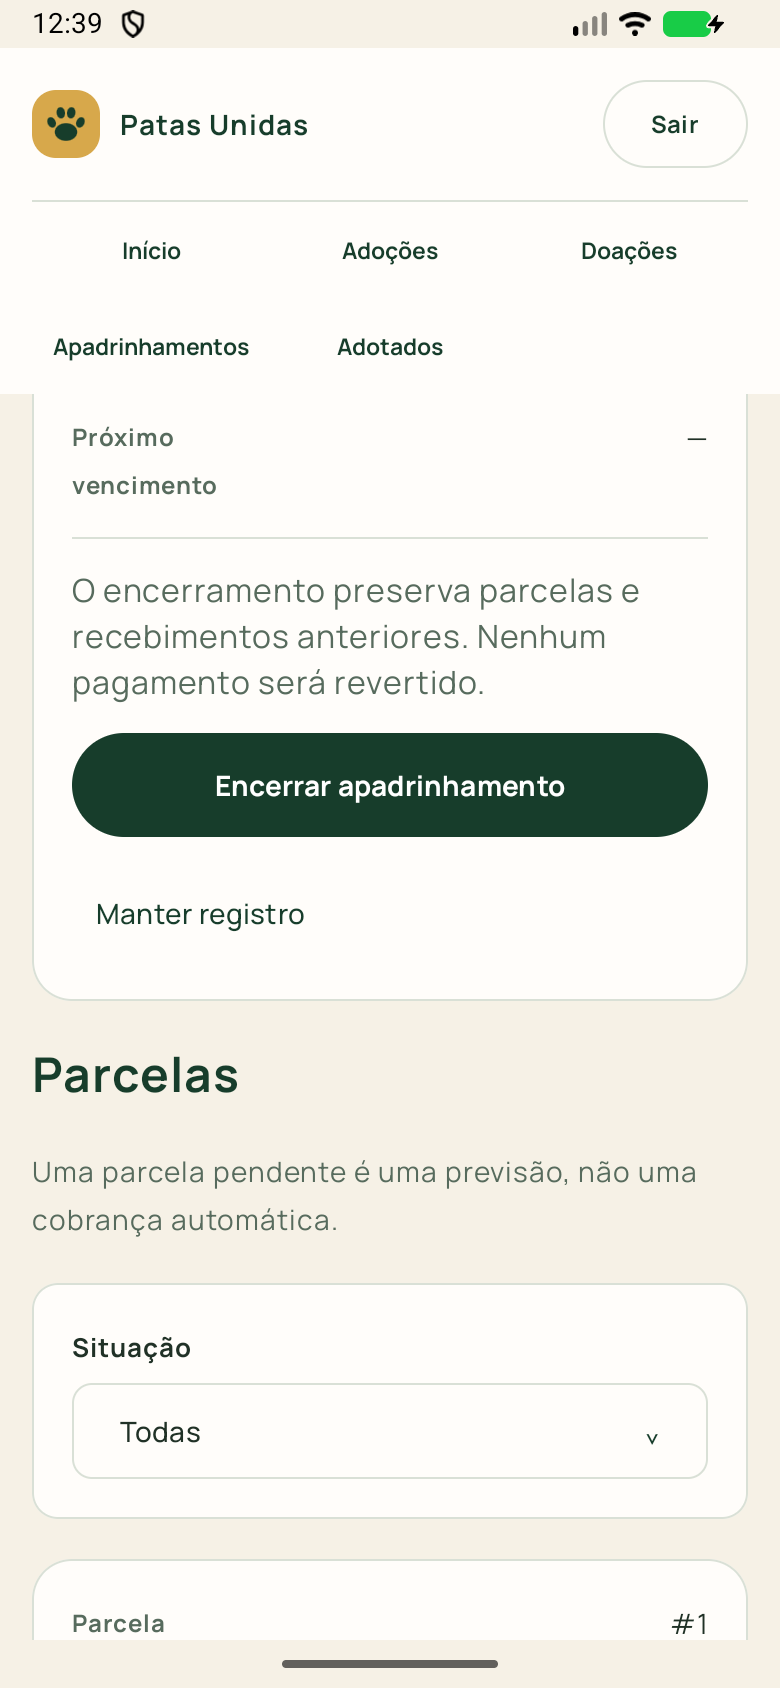 12:39
Patas Unidas
Sair
Início
Adoções
Doações
Apadrinhamentos
Adotados
Próximo
vencimento
—
O encerramento preserva parcelas e
recebimentos anteriores. Nenhum
pagamento será revertido.
Encerrar apadrinhamento
Manter registro
Parcelas
Uma parcela pendente é uma previsão, não uma
cobrança automática.
Situação
Todas
Parcela
#1